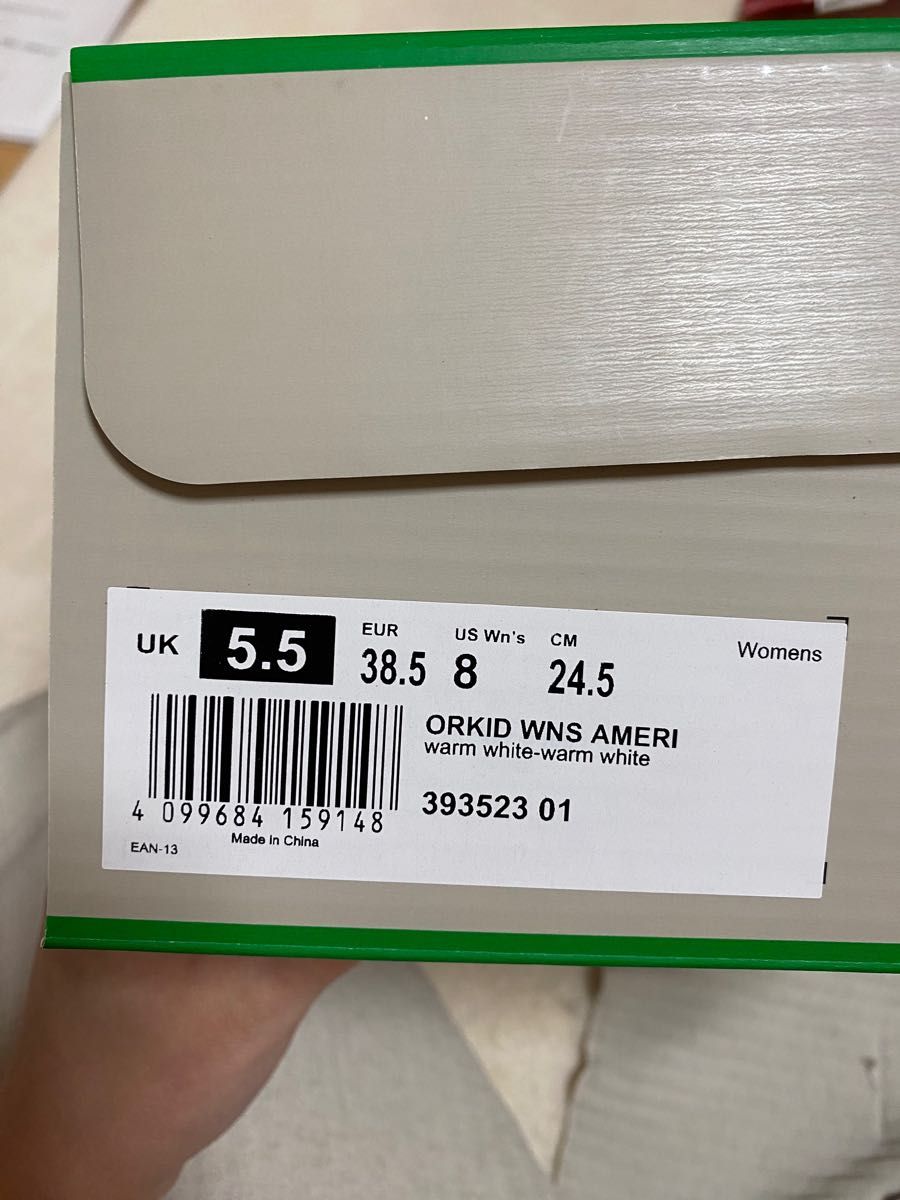 UK 5.5 EUR 38.5 US Wn's 8 CM 24.5 Womens
ORKID WNS AMERI
warm white-warm white
393523 01
4 099684 159148
EAN-13 Made in China